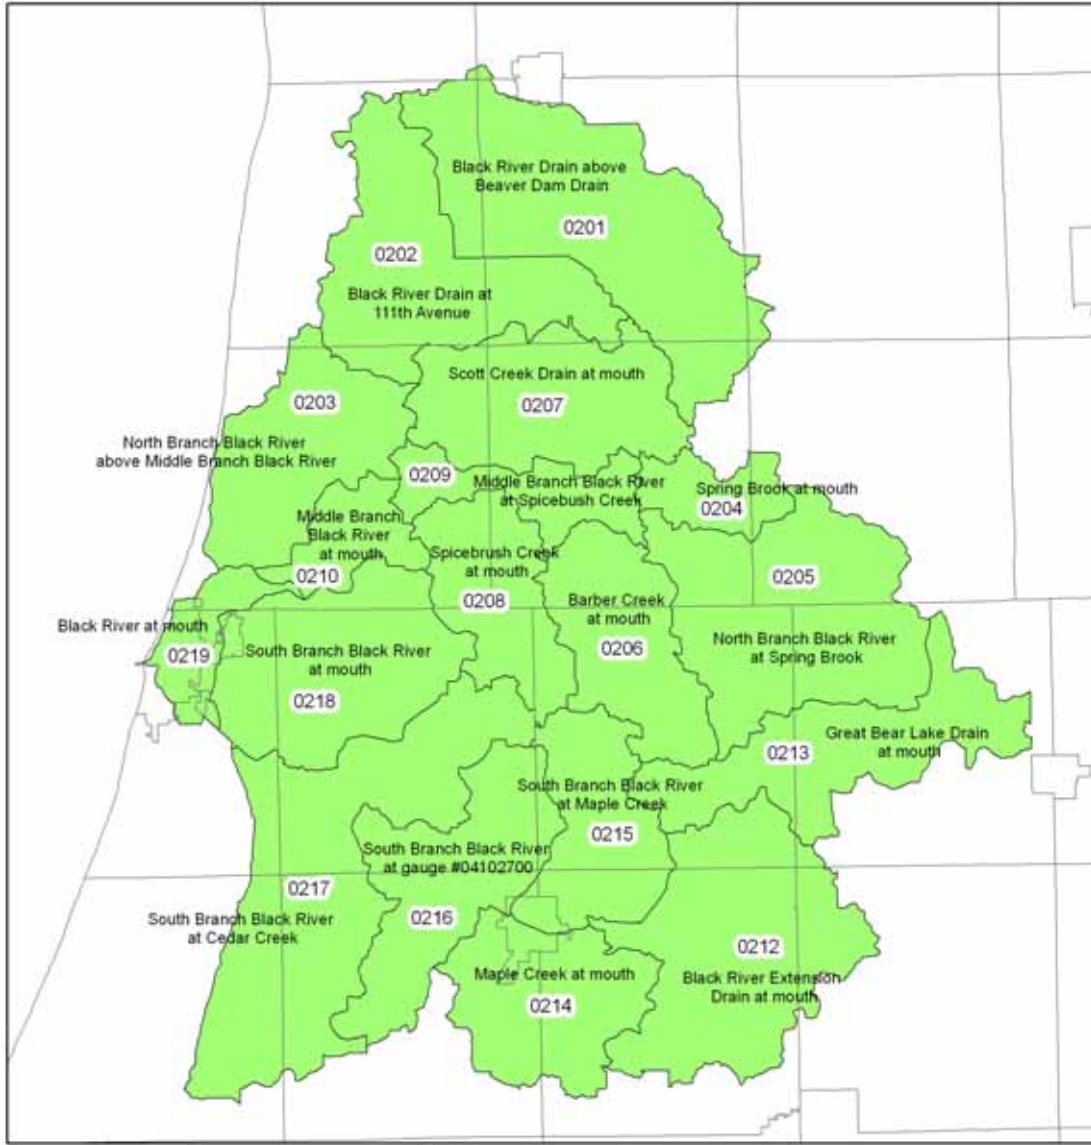 Black River Drain above
Beaver Dam Drain
0201
0202
Black River Drain at
111th Avenue
Scott Creek Drain at mouth
0207
0203
North Branch Black River
above Middle Branch Black River
0209
Middle Branch Black River
at Spicebush Creek
Spring Brook at mouth
0204
Middle Branch
Black River
at mouth
0210
Spicebrush Creek
at mouth
0208
0205
Barber Creek
at mouth
0206
North Branch Black River
at Spring Brook
Black River at mouth
0219
South Branch Black River
at mouth
0218
Great Bear Lake Drain
at mouth
0213
South Branch Black River
at Maple Creek
0215
South Branch Black River
at gauge #04102700
0216
0217
South Branch Black River
at Cedar Creek
0212
Black River Extension
Drain at mouth
Maple Creek at mouth
0214